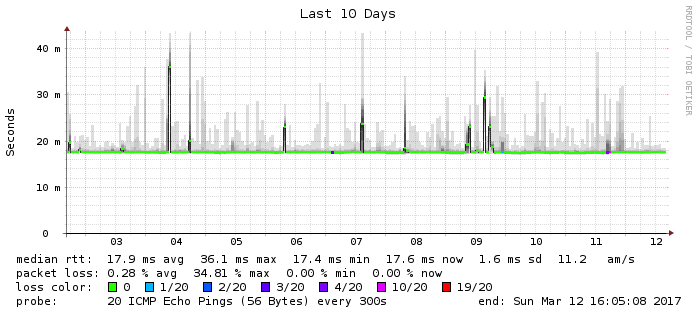 Last 10 Days
RRDTOOL / TOBI OETIKER
Seconds
40 m
30 m
20 m
10 m
0
03 04 05 06 07 08 09 10 11 12
median rtt: 17.9 ms avg 36.1 ms max 17.4 ms min 17.6 ms now 1.6 ms sd 11.2 am/s
packet loss: 0.28 % avg 34.81 % max 0.00 % min 0.00 % now
loss color: 0 1/20 2/20 3/20 4/20 10/20 19/20
probe: 20 ICMP Echo Pings (56 Bytes) every 300s end: Sun Mar 12 16:05:08 2017